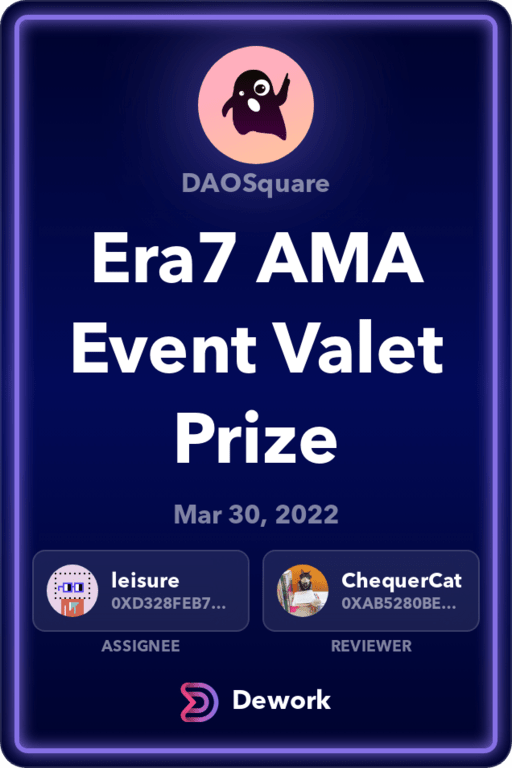 DAOSquare
Era7 AMA
Event Valet
Prize
Mar 30, 2022
leisure
0XD328FEB7...
ASSIGNEE
ChequerCat
0XAB5280BE...
REVIEWER
Dework